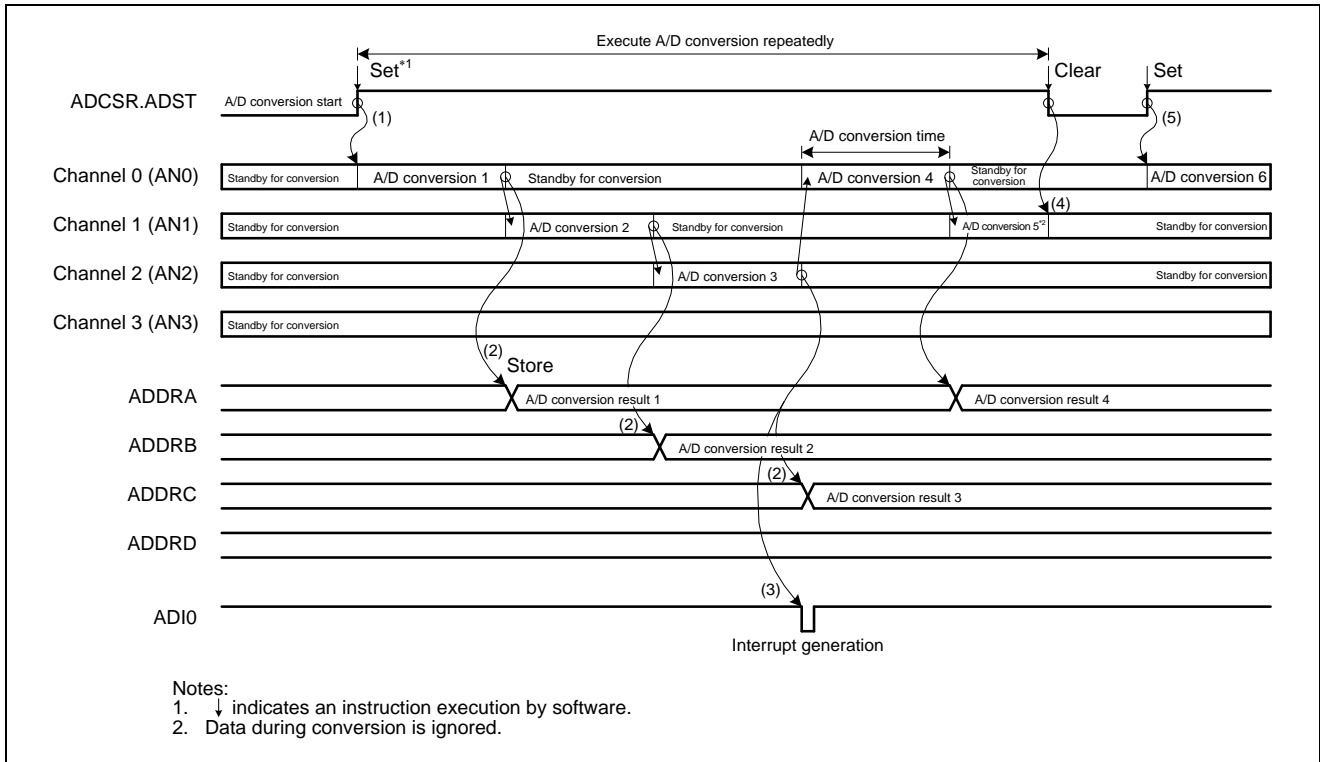 Execute A/D conversion repeatedly
Set*1
Clear
Set
ADCSR.ADST
A/D conversion start
(1)
(5)
A/D conversion time
Channel 0 (AN0)
Standby for conversion
A/D conversion 1
Standby for conversion
A/D conversion 4
Standby for
conversion
A/D conversion 6
(4)
Channel 1 (AN1)
Standby for conversion
A/D conversion 2
Standby for conversion
A/D conversion 5*2
Standby for conversion
Channel 2 (AN2)
Standby for conversion
A/D conversion 3
Standby for conversion
Channel 3 (AN3)
Standby for conversion
(2)
Store
ADDRA
A/D conversion result 1
A/D conversion result 4
(2)
ADDRB
A/D conversion result 2
(2)
ADDRC
A/D conversion result 3
ADDRD
(3)
ADI0
Interrupt generation
Notes:
1. ↓ indicates an instruction execution by software.
2. Data during conversion is ignored.